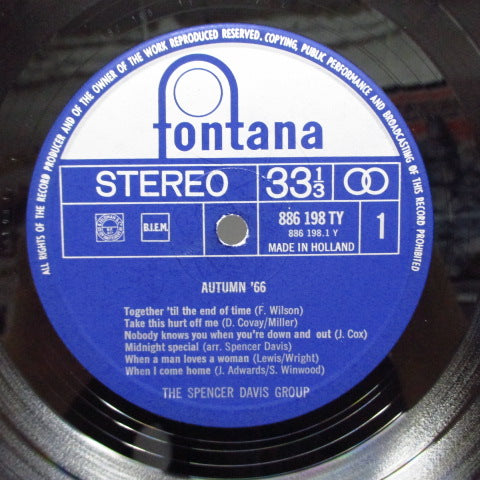 ALL RIGHTS OF THE RECORD PRODUCER AND OF THE OWNER OF THE WORK REPRODUCED RESERVED. COPYING, PUBLIC PERFORMANCE AND BROADCASTING OF THIS RECORD PROHIBITED
fontana
STEREO 33 1/3
B.I.E.M. 886 198 TY 1
886 198.1 Y
MADE IN HOLLAND
AUTUMN '66
Together 'til the end of time (F. Wilson)
Take this hurt off me (D. Covay/Miller)
Nobody knows you when you're down and out (J. Cox)
Midnight special (arr. Spencer Davis)
When a man loves a woman (Lewis/Wright)
When I come home (J. Adwards/S. Winwood)
THE SPENCER DAVIS GROUP